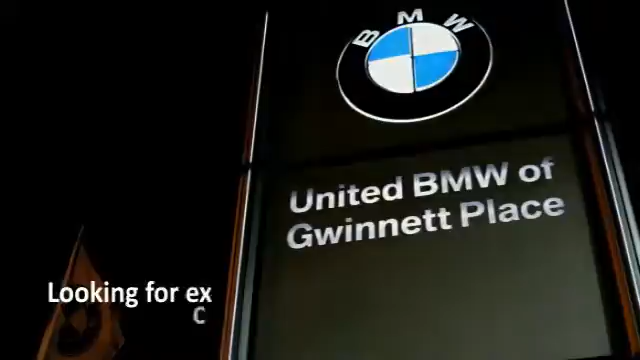 BMW
United BMW of
Gwinnett Place
Looking for ex
C